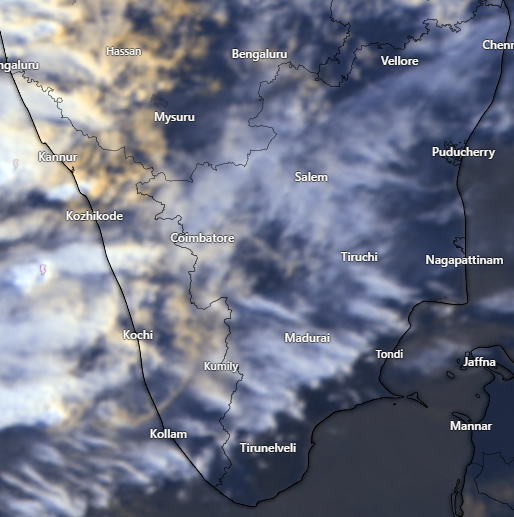 Hassan
Bengaluru
Chenn
ngaluru
Vellore
Mysuru
Kannur
Puducherry
Salem
Kozhikode
Coimbatore
Tiruchi
Nagapattinam
Kochi
Madurai
Tondi
Jaffna
Kumily
Mannar
Kollam
Tirunelveli